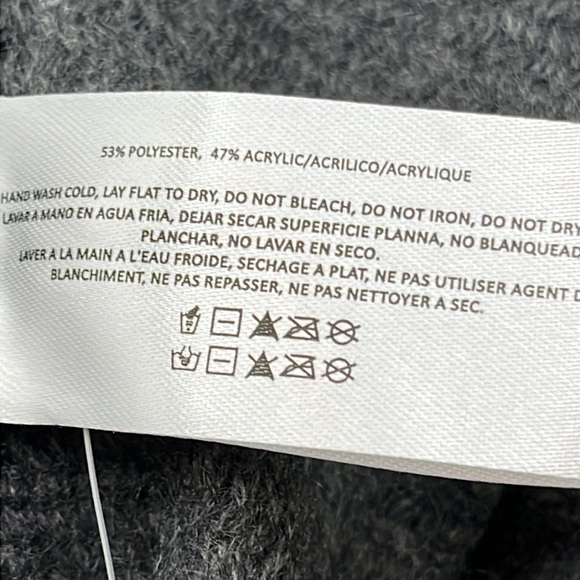 53% POLYESTER, 47% ACRYLIC/ACRILICO/ACRYLIQUE
HAND WASH COLD, LAY FLAT TO DRY, DO NOT BLEACH, DO NOT IRON, DO NOT DRY
LAVAR A MANO EN AGUA FRIA, DEJAR SECAR SUPERFICIE PLANNA, NO BLANQUEAD
PLANCHAR, NO LAVAR EN SECO.
LAVER A LA MAIN A L'EAU FROIDE, SECHAGE A PLAT, NE PAS UTILISER AGENT D
BLANCHIMENT, NE PAS REPASSER, NE PAS NETTOYER A SEC.